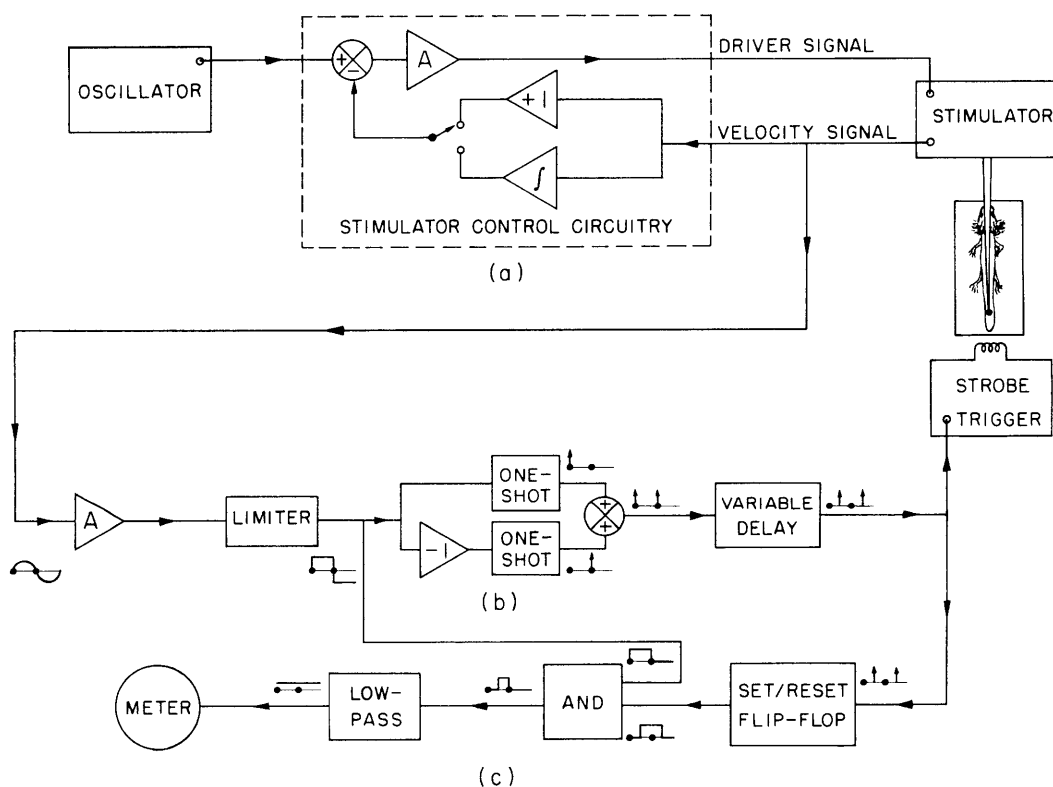 OSCILLATOR
+
−
A
DRIVER SIGNAL
STIMULATOR
+1
VELOCITY SIGNAL
∫
STIMULATOR CONTROL CIRCUITRY
(a)
STROBE
TRIGGER
A
LIMITER
ONE-
SHOT
−1
ONE-
SHOT
+
+
VARIABLE
DELAY
(b)
METER
LOW-
PASS
AND
SET/RESET
FLIP-FLOP
(c)